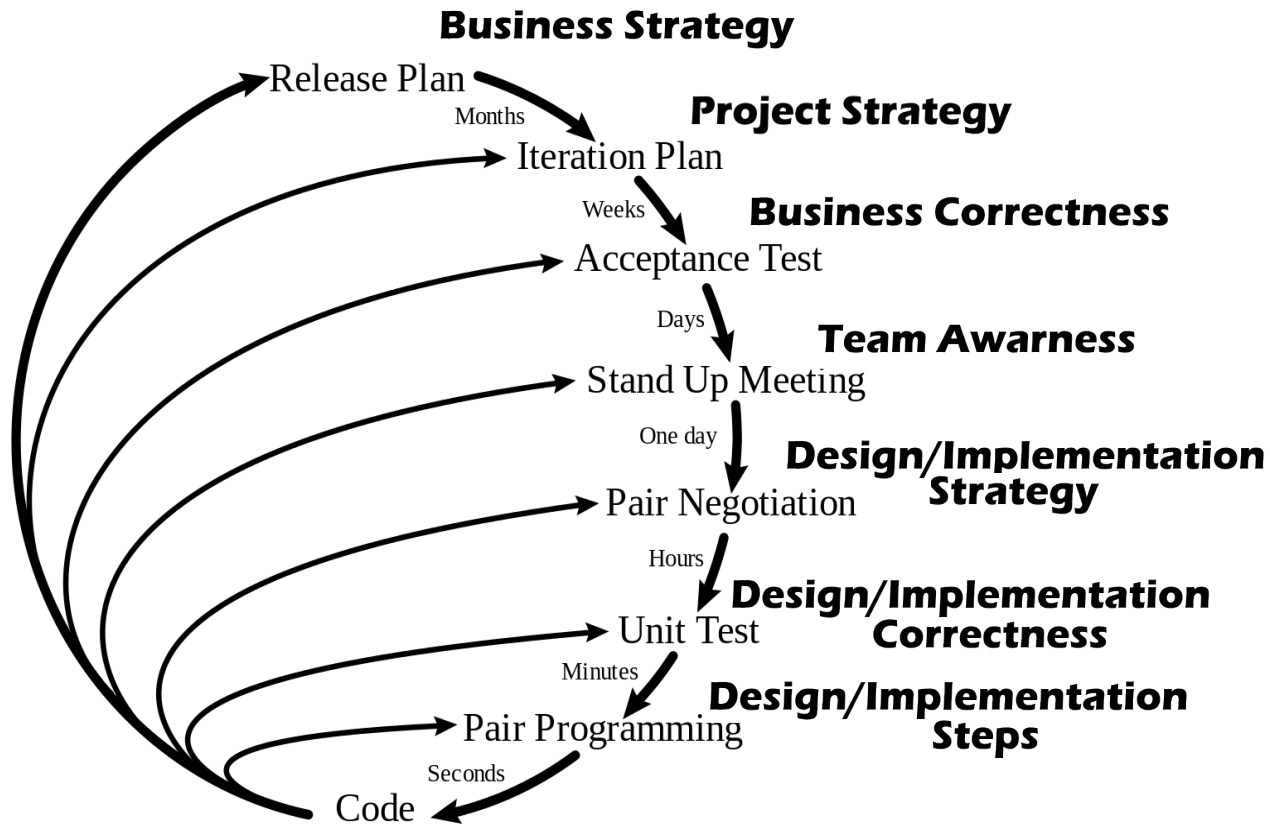 Business Strategy
Release Plan
Months
Project Strategy
Iteration Plan
Weeks
Business Correctness
Acceptance Test
Days
Team Awarness
Stand Up Meeting
One day
Design/Implementation
Strategy
Pair Negotiation
Hours
Design/Implementation
Correctness
Unit Test
Minutes
Design/Implementation
Steps
Pair Programming
Seconds
Code